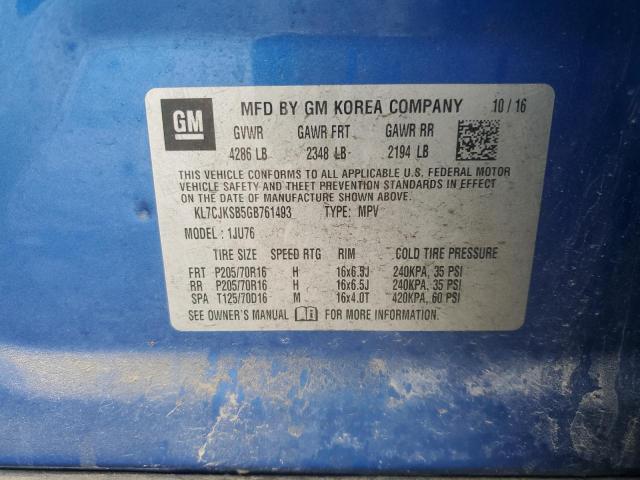 GM MFD BY GM KOREA COMPANY 10/16
GVWR GAWR FRT GAWR RR
4286 LB 2348 LB 2194 LB
THIS VEHICLE CONFORMS TO ALL APPLICABLE U.S. FEDERAL MOTOR
VEHICLE SAFETY AND THEFT PREVENTION STANDARDS IN EFFECT
ON THE DATE OF MANUFACTURE SHOWN ABOVE.
KL7CJKSB5GB761493 TYPE: MPV
MODEL: 1JU76
TIRE SIZE SPEED RTG RIM COLD TIRE PRESSURE
FRT P205/70R16 H 16x6.5J 240KPA, 35 PSI
RR P205/70R16 H 16x6.5J 240KPA, 35 PSI
SPA T125/70D16 M 16x4.0T 420KPA, 60 PSI
SEE OWNER'S MANUAL FOR MORE INFORMATION.